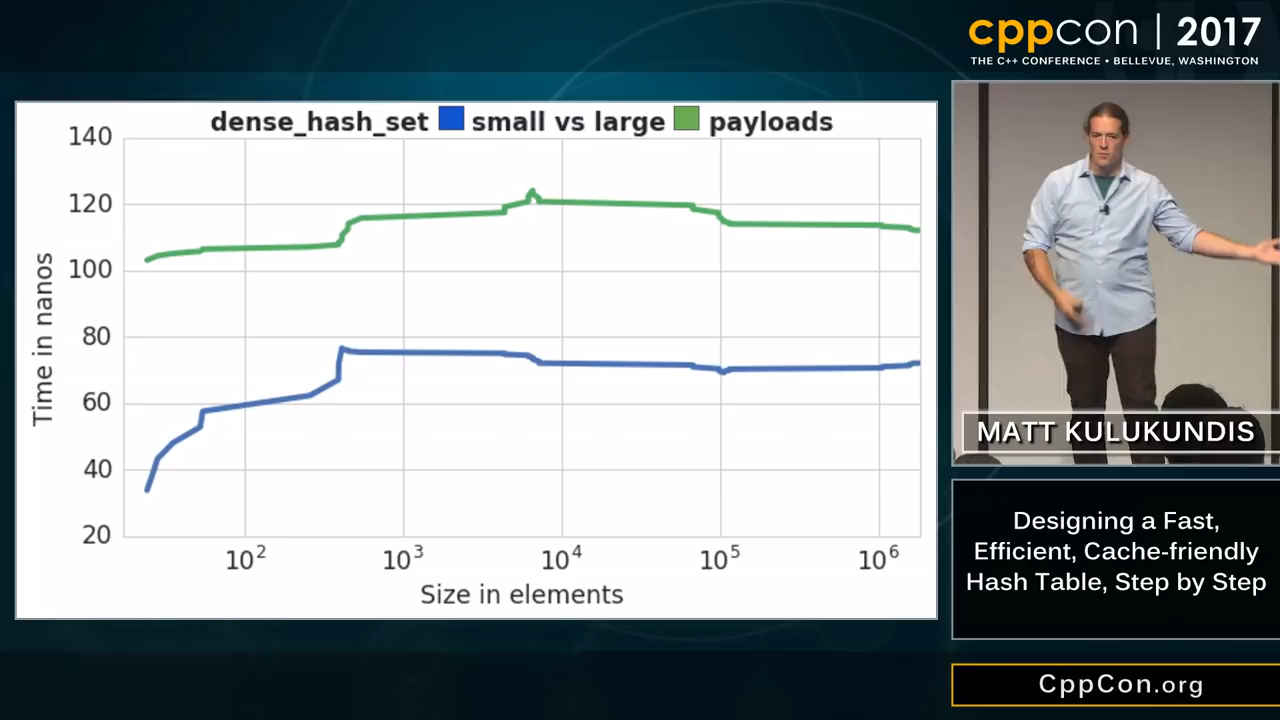 cppcon | 2017
THE C++ CONFERENCE • BELLEVUE, WASHINGTON
dense_hash_set small vs large payloads
140
120
100
80
60
40
20
Time in nanos
10^2 10^3 10^4 10^5 10^6
Size in elements
MATT KULUKUNDIS
Designing a Fast,
Efficient, Cache-friendly
Hash Table, Step by Step
CppCon.org